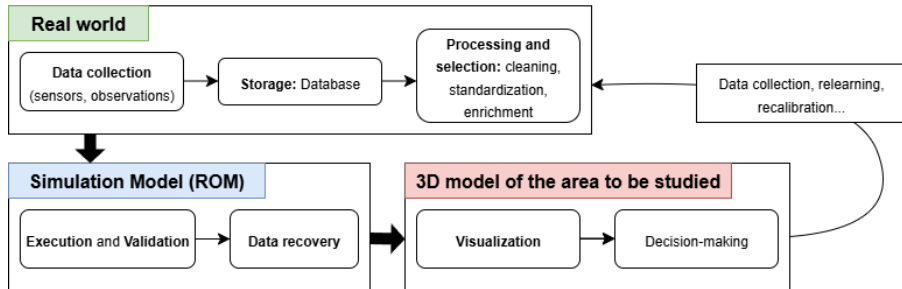 Real world
Data collection
(sensors, observations)
Storage: Database
Processing and
selection: cleaning,
standardization,
enrichment
Data collection, relearning,
recalibration...
Simulation Model (ROM)
Execution and Validation
Data recovery
3D model of the area to be studied
Visualization
Decision-making